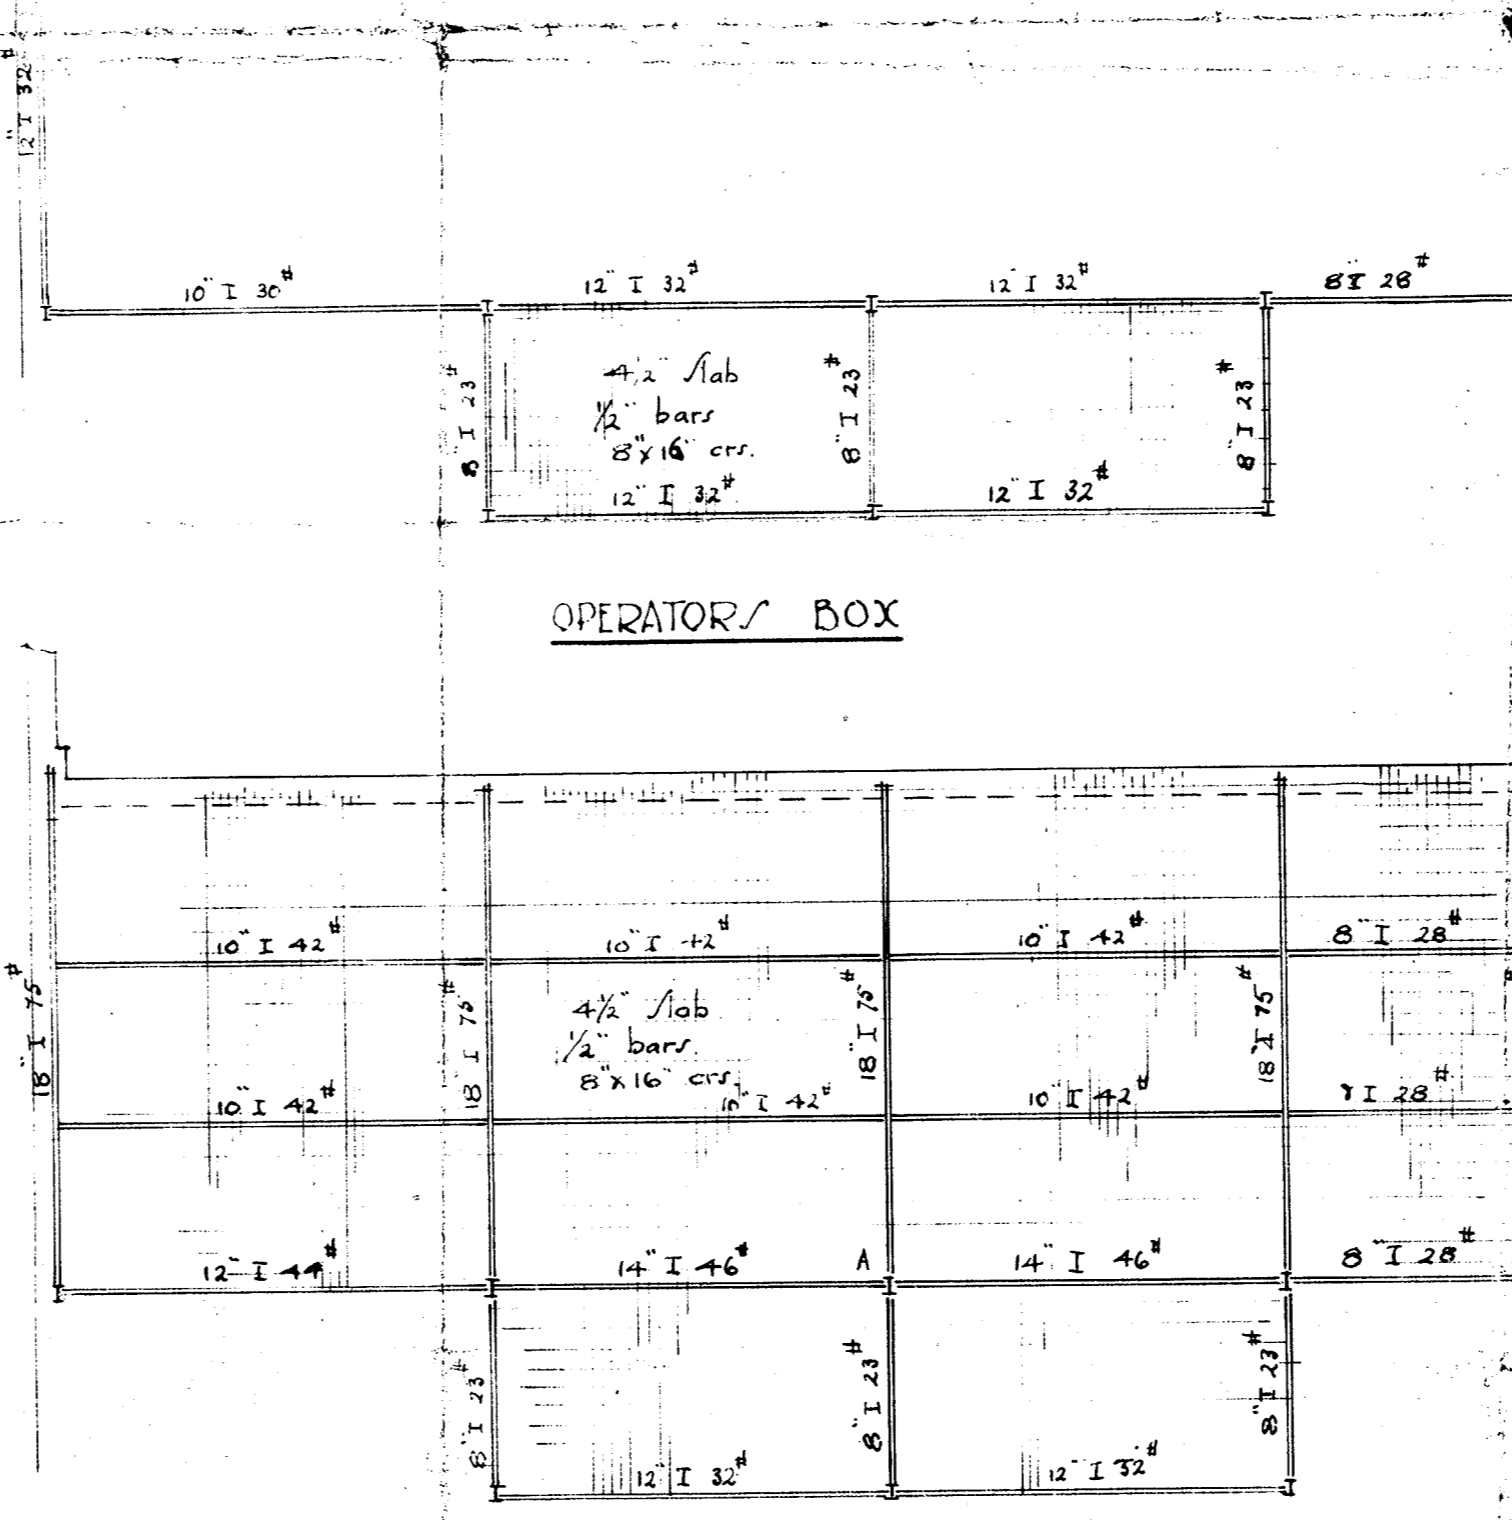 12" I 32#
10" I 30#
12" I 32#
12" I 32#
8" I 28#
8" I 23#
4½" slab
½" bars
8"x16" crs.
12" I 32#
8" I 23#
12" I 32#
8" I 23#
OPERATORS BOX
10" I 42#
10" I 42#
10" I 42#
8" I 28#
18" I 75#
18" I 75#
4½" slab
½" bars.
8"x16" crs.
18" I 75#
18" I 75#
10" I 42#
10" I 42#
10" I 42#
I 28#
12" I 44#
14" I 46#
A
14" I 46#
8" I 28#
8" I 23#
12" I 32#
8" I 23#
12" I 32#
8" I 23#